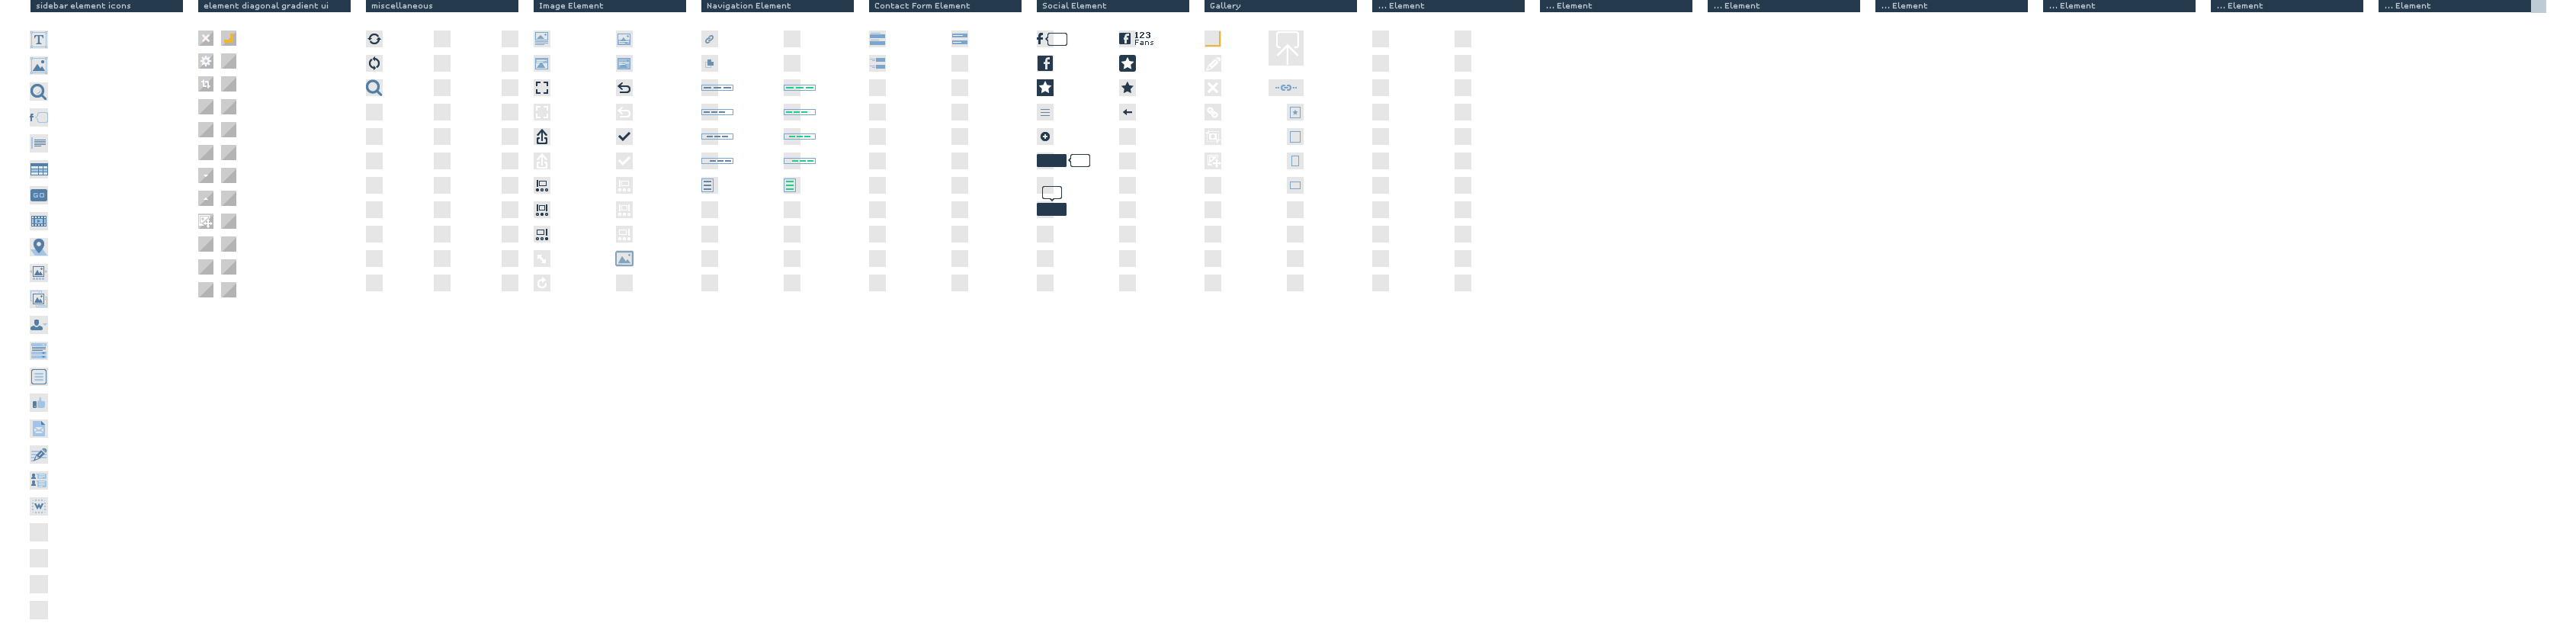 sidebar element icons
element diagonal gradient ui
miscellaneous
Image Element
Navigation Element
Contact Form Element
Social Element
Gallery
... Element
... Element
... Element
... Element
... Element
... Element
... Element
T
f
f
f 123
Fans
f
GO
W